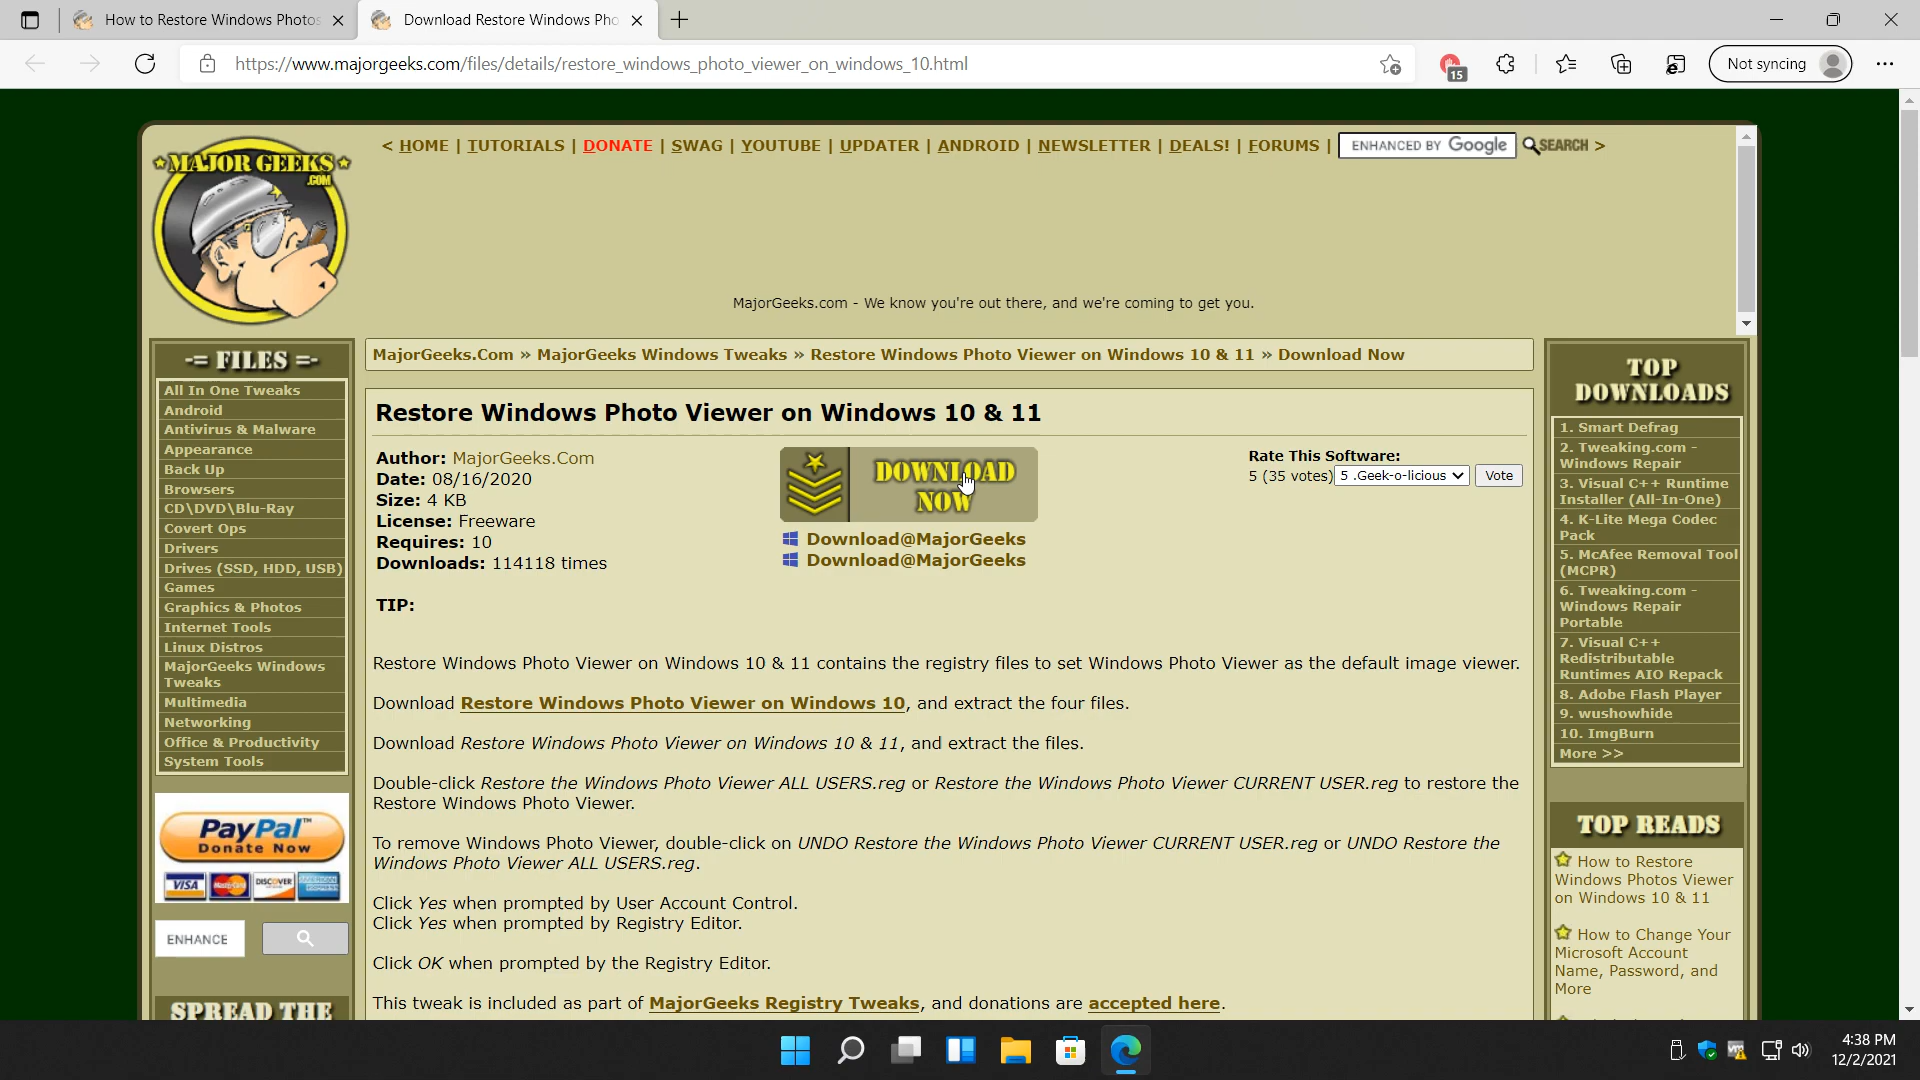 How to Restore Windows Photos
Download Restore Windows Pho
https://www.majorgeeks.com/files/details/restore_windows_photo_viewer_on_windows_10.html
15
Not syncing
MAJOR GEEKS
.COM
< HOME | TUTORIALS | DONATE | SWAG | YOUTUBE | UPDATER | ANDROID | NEWSLETTER | DEALS! | FORUMS | ENHANCED BY Google SEARCH >
MajorGeeks.com - We know you're out there, and we're coming to get you.
-= FILES =-
All In One Tweaks
Android
Antivirus & Malware
Appearance
Back Up
Browsers
CD\DVD\Blu-Ray
Covert Ops
Drivers
Drives (SSD, HDD, USB)
Games
Graphics & Photos
Internet Tools
Linux Distros
MajorGeeks Windows
Tweaks
Multimedia
Networking
Office & Productivity
System Tools
PayPal™
Donate Now
VISA MasterCard DISCOVER
ENHANCE
SPREAD THE
MajorGeeks.Com » MajorGeeks Windows Tweaks » Restore Windows Photo Viewer on Windows 10 & 11 » Download Now
Restore Windows Photo Viewer on Windows 10 & 11
Author: MajorGeeks.Com
Date: 08/16/2020
Size: 4 KB
License: Freeware
Requires: 10
Downloads: 114118 times
DOWNLOAD
NOW
Download@MajorGeeks
Download@MajorGeeks
Rate This Software:
5 (35 votes) 5 .Geek-o-licious Vote
TIP:
Restore Windows Photo Viewer on Windows 10 & 11 contains the registry files to set Windows Photo Viewer as the default image viewer.
Download Restore Windows Photo Viewer on Windows 10, and extract the four files.
Download Restore Windows Photo Viewer on Windows 10 & 11, and extract the files.
Double-click Restore the Windows Photo Viewer ALL USERS.reg or Restore the Windows Photo Viewer CURRENT USER.reg to restore the
Restore Windows Photo Viewer.
To remove Windows Photo Viewer, double-click on UNDO Restore the Windows Photo Viewer CURRENT USER.reg or UNDO Restore the
Windows Photo Viewer ALL USERS.reg.
Click Yes when prompted by User Account Control.
Click Yes when prompted by Registry Editor.
Click OK when prompted by the Registry Editor.
This tweak is included as part of MajorGeeks Registry Tweaks, and donations are accepted here.
TOP
DOWNLOADS
1. Smart Defrag
2. Tweaking.com -
Windows Repair
3. Visual C++ Runtime
Installer (All-In-One)
4. K-Lite Mega Codec
Pack
5. McAfee Removal Tool
(MCPR)
6. Tweaking.com -
Windows Repair
Portable
7. Visual C++
Redistributable
Runtimes AIO Repack
8. Adobe Flash Player
9. wushowhide
10. ImgBurn
More >>
TOP READS
How to Restore
Windows Photos Viewer
on Windows 10 & 11
How to Change Your
Microsoft Account
Name, Password, and
More
4:38 PM
12/2/2021